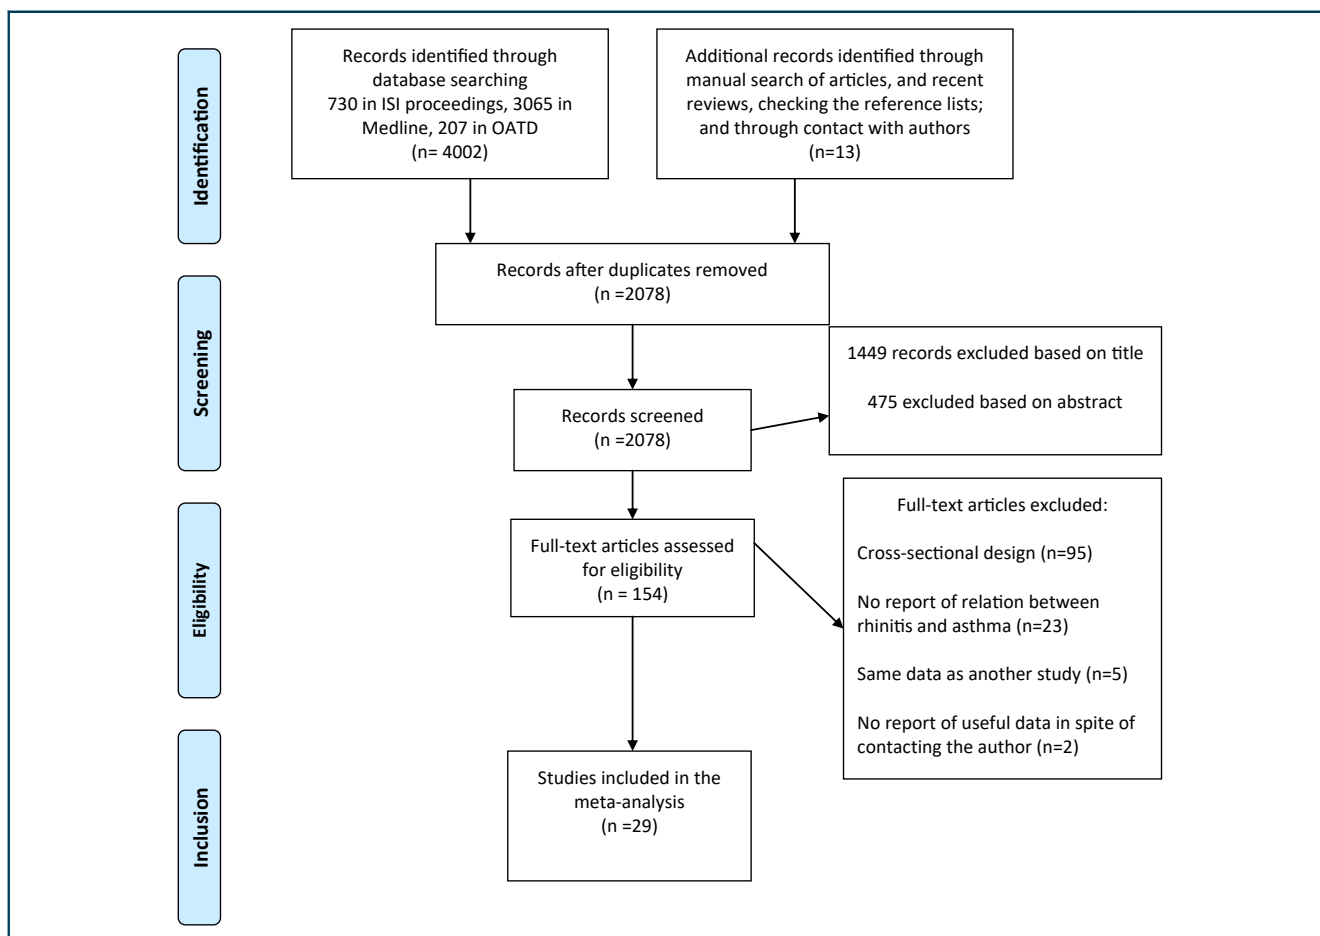 Identification
Records identified through
database searching
730 in ISI proceedings, 3065 in
Medline, 207 in OATD
(n= 4002)
Additional records identified through
manual search of articles, and recent
reviews, checking the reference lists;
and through contact with authors
(n=13)
Records after duplicates removed
(n =2078)
Screening
1449 records excluded based on title
475 excluded based on abstract
Records screened
(n =2078)
Eligibility
Full-text articles assessed
for eligibility
(n = 154)
Full-text articles excluded:
Cross-sectional design (n=95)
No report of relation between
rhinitis and asthma (n=23)
Same data as another study (n=5)
No report of useful data in spite of
contacting the author (n=2)
Inclusion
Studies included in the
meta-analysis
(n =29)